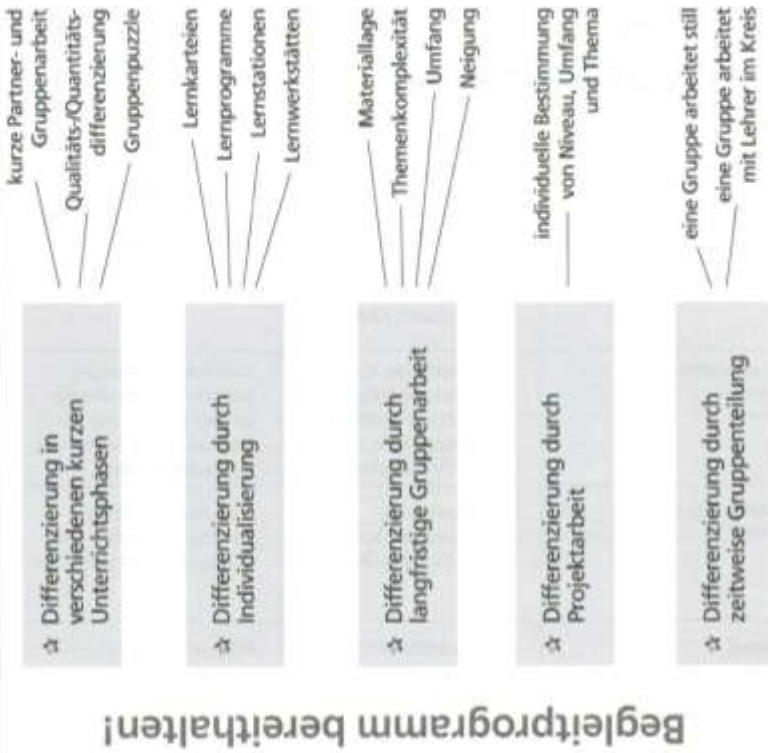 Begleitprogramm bereithalten!
☆ Differenzierung in
verschiedenen kurzen
Unterrichtsphasen
kurze Partner- und
Gruppenarbeit
Qualitäts-/Quantitäts-
differenzierung
Gruppenpuzzle
☆ Differenzierung durch
Individualisierung
Lernkarteien
Lernprogramme
Lernstationen
Lernwerkstätten
☆ Differenzierung durch
langfristige Gruppenarbeit
Materiallage
Themenkomplexität
Umfang
Neigung
☆ Differenzierung durch
Projektarbeit
individuelle Bestimmung
von Niveau, Umfang
und Thema
☆ Differenzierung durch
zeitweise Gruppenteilung
eine Gruppe arbeitet still
eine Gruppe arbeitet
mit Lehrer im Kreis